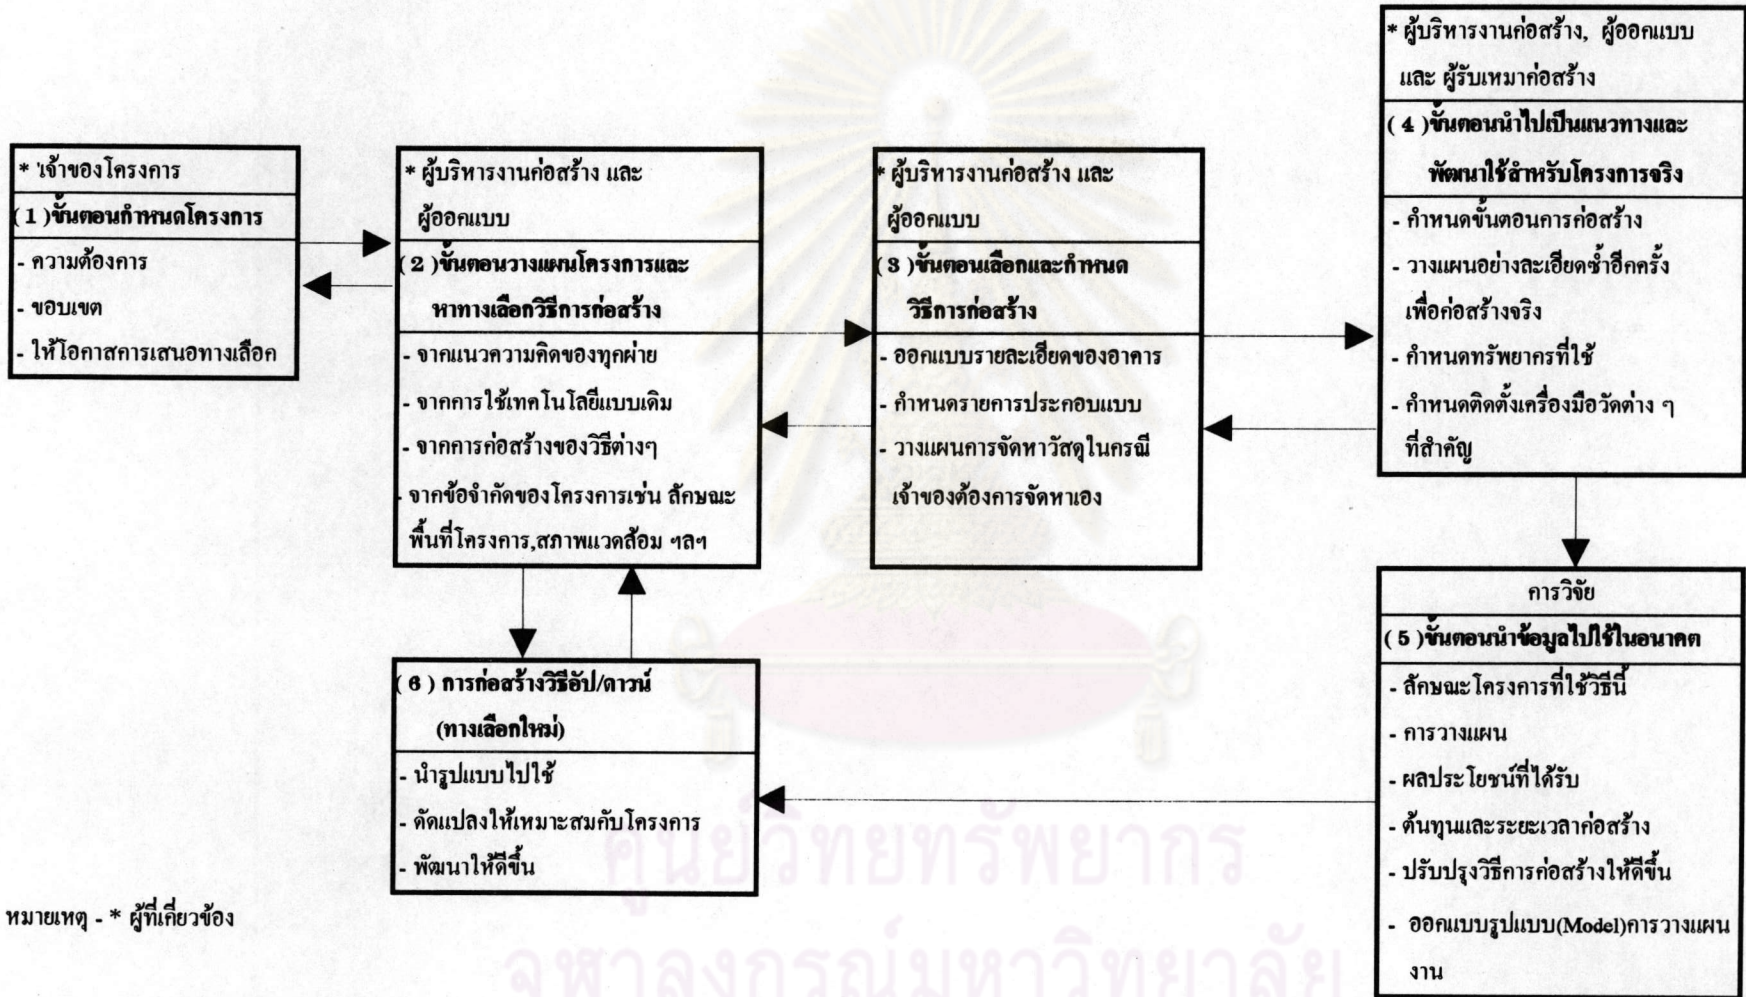 * เจ้าของโครงการ
( 1 )ขั้นตอนกำหนดโครงการ
- ความต้องการ
- ขอบเขต
- ให้โอกาสการเสนอทางเลือก
* ผู้บริหารงานก่อสร้าง และ
ผู้ออกแบบ
( 2 )ขั้นตอนวางแผนโครงการและ
หาทางเลือกวิธีการก่อสร้าง
- จากแนวความคิดของทุกฝ่าย
- จากการใช้เทคโนโลยีแบบเดิม
- จากการก่อสร้างของวิธีต่างๆ
- จากข้อจำกัดของโครงการเช่น ลักษณะ
พื้นที่โครงการ,สภาพแวดล้อม ฯลฯ
* ผู้บริหารงานก่อสร้าง และ
ผู้ออกแบบ
( 3 )ขั้นตอนเลือกและกำหนด
วิธีการก่อสร้าง
- ออกแบบรายละเอียดของอาคาร
- กำหนดรายการประกอบแบบ
- วางแผนการจัดหาวัสดุในกรณี
เจ้าของต้องการจัดหาเอง
* ผู้บริหารงานก่อสร้าง, ผู้ออกแบบ
และ ผู้รับเหมาก่อสร้าง
( 4 )ขั้นตอนนำไปเป็นแนวทางและ
พัฒนาใช้สำหรับโครงการจริง
- กำหนดขั้นตอนการก่อสร้าง
- วางแผนอย่างละเอียดซ้ำอีกครั้ง
เพื่อก่อสร้างจริง
- กำหนดทรัพยากรที่ใช้
- กำหนดติดตั้งเครื่องมือวัดต่าง ๆ
ที่สำคัญ
การวิจัย
( 5 )ขั้นตอนนำข้อมูลไปใช้ในอนาคต
- ลักษณะโครงการที่ใช้วิธีนี้
- การวางแผน
- ผลประโยชน์ที่ได้รับ
- ต้นทุนและระยะเวลาก่อสร้าง
- ปรับปรุงวิธีการก่อสร้างให้ดีขึ้น
- ออกแบบรูปแบบ(Model)การวางแผน
งาน
( 6 ) การก่อสร้างวิธีอัป/ดาวน์
(ทางเลือกใหม่)
- นำรูปแบบไปใช้
- ดัดแปลงให้เหมาะสมกับโครงการ
- พัฒนาให้ดีขึ้น
หมายเหตุ - * ผู้ที่เกี่ยวข้อง
ศูนย์วิทยทรัพยากร
จุฬาลงกรณ์มหาวิทยาลัย